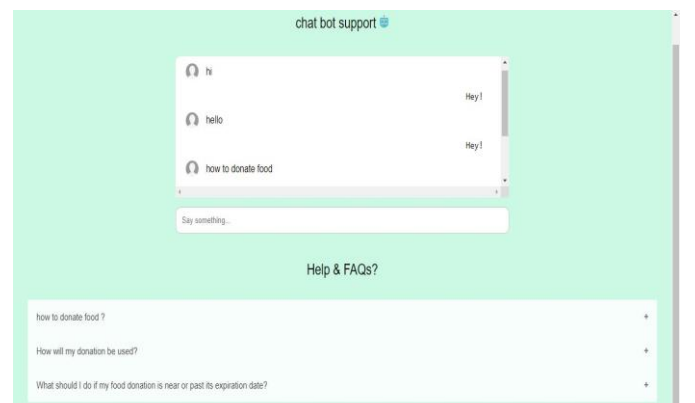 chat bot support
hi
Hey!
hello
Hey!
how to donate food
Say something...
Help & FAQs?
how to donate food ? +
How will my donation be used? +
What should I do if my food donation is near or past its expiration date? +